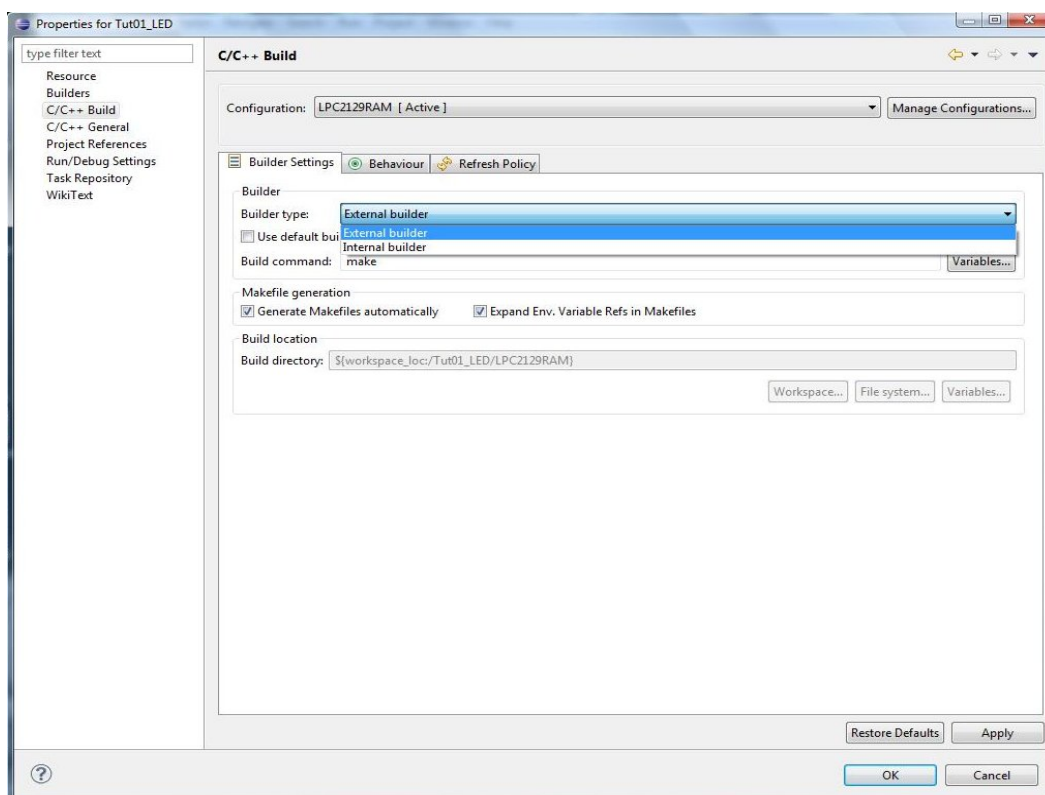 Properties for Tut01_LED
type filter text
Resource
Builders
C/C++ Build
C/C++ General
Project References
Run/Debug Settings
Task Repository
WikiText
C/C++ Build
Configuration: LPC2129RAM [ Active ] Manage Configurations...
Builder Settings Behaviour Refresh Policy
Builder
Builder type: External builder
Use default bui External builder
Internal builder
Build command: make Variables...
Makefile generation
Generate Makefiles automatically Expand Env. Variable Refs in Makefiles
Build location
Build directory: ${workspace_loc:/Tut01_LED/LPC2129RAM}
Workspace... File system... Variables...
Restore Defaults Apply
OK Cancel